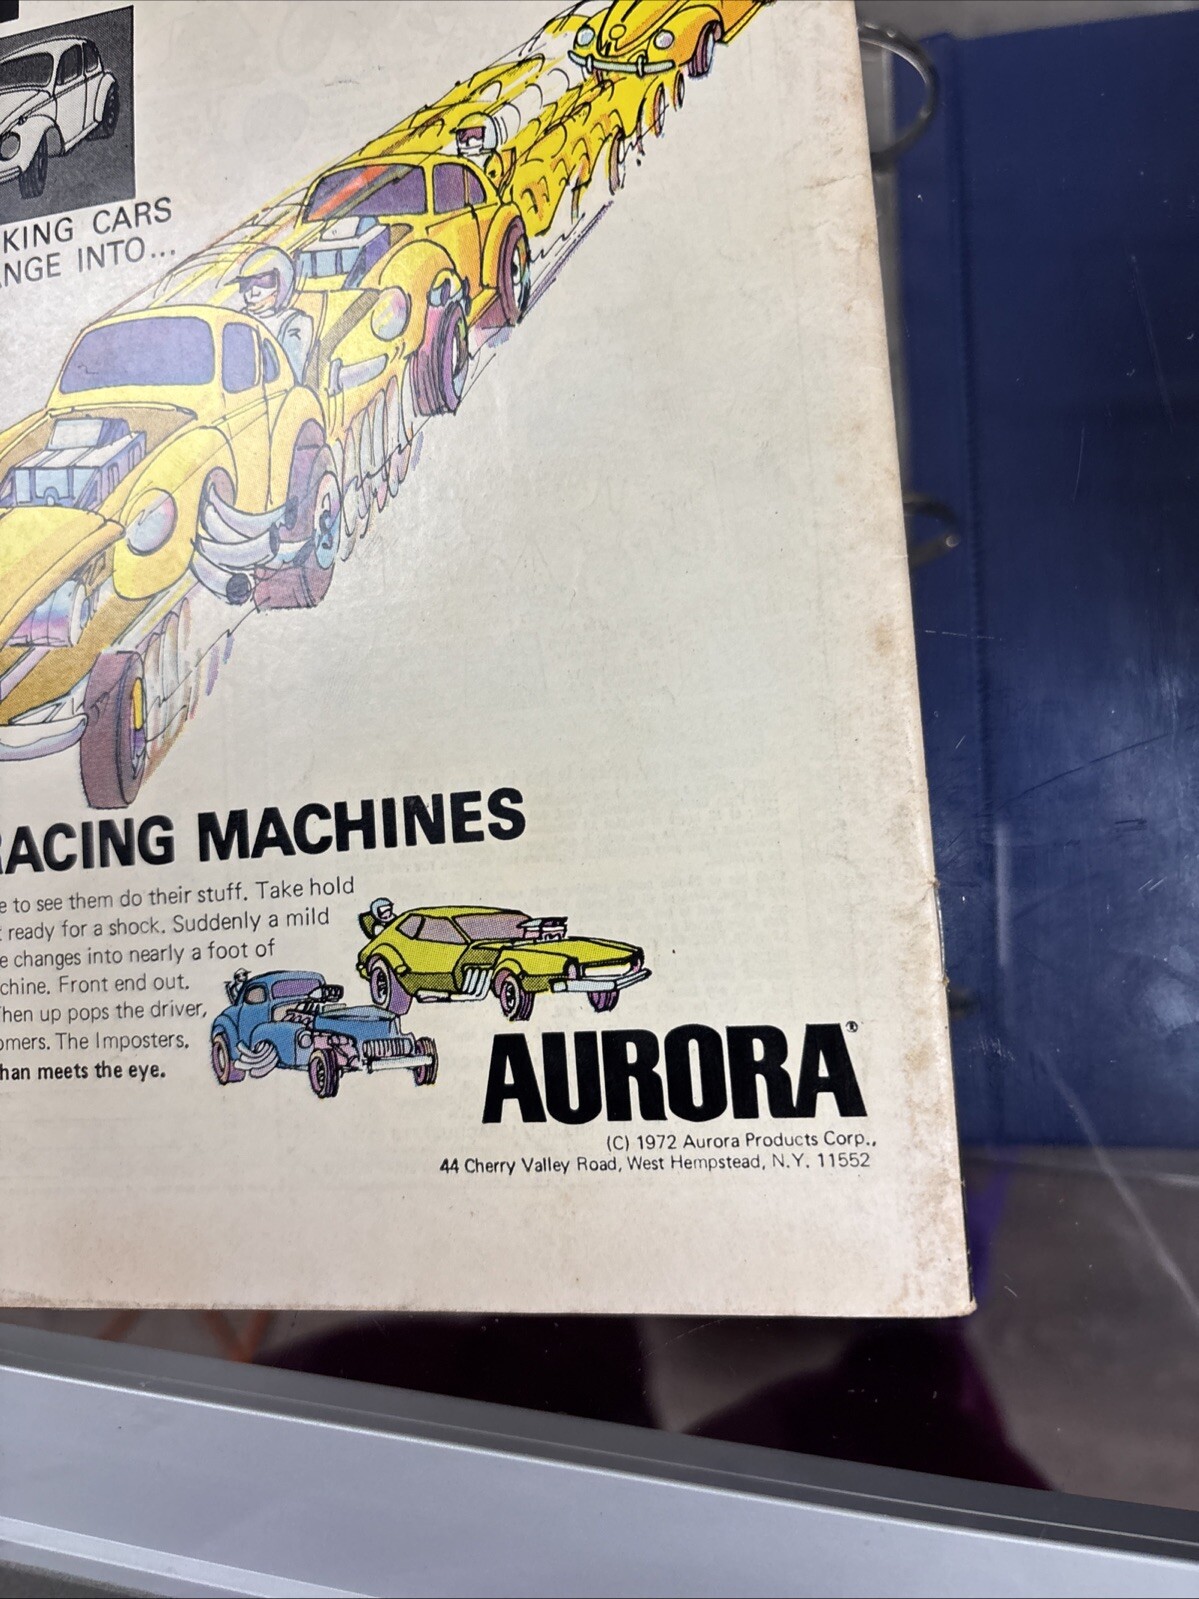 KING CARS
NGE INTO...
RACING MACHINES
e to see them do their stuff. Take hold
ready for a shock. Suddenly a mild
e changes into nearly a foot of
chine. Front end out.
hen up pops the driver,
omers. The Imposters,
han meets the eye.
AURORA®
(C) 1972 Aurora Products Corp.,
44 Cherry Valley Road, West Hempstead, N.Y. 11552